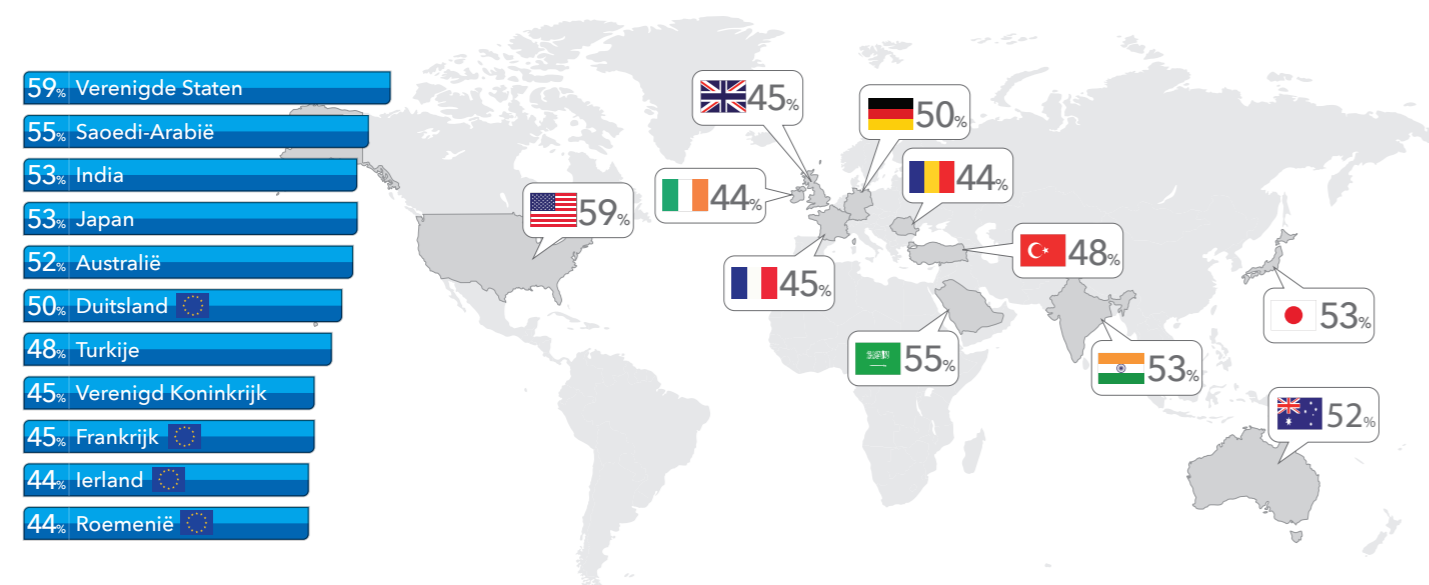 59% Verenigde Staten
55% Saoedi-Arabië
53% India
53% Japan
52% Australië
50% Duitsland
48% Turkije
45% Verenigd Koninkrijk
45% Frankrijk
44% Ierland
44% Roemenië
45%
50%
44%
44%
59%
48%
45%
53%
55%
53%
52%